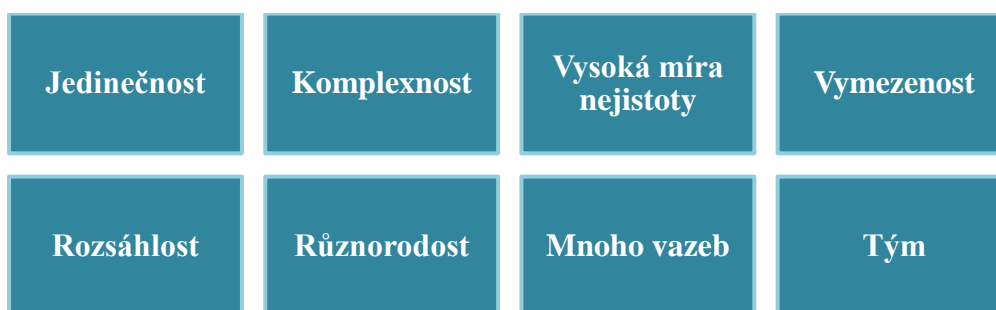 Jedinečnost
Komplexnost
Vysoká míra
nejistoty
Vymezenost
Rozsáhlost
Různorodost
Mnoho vazeb
Tým